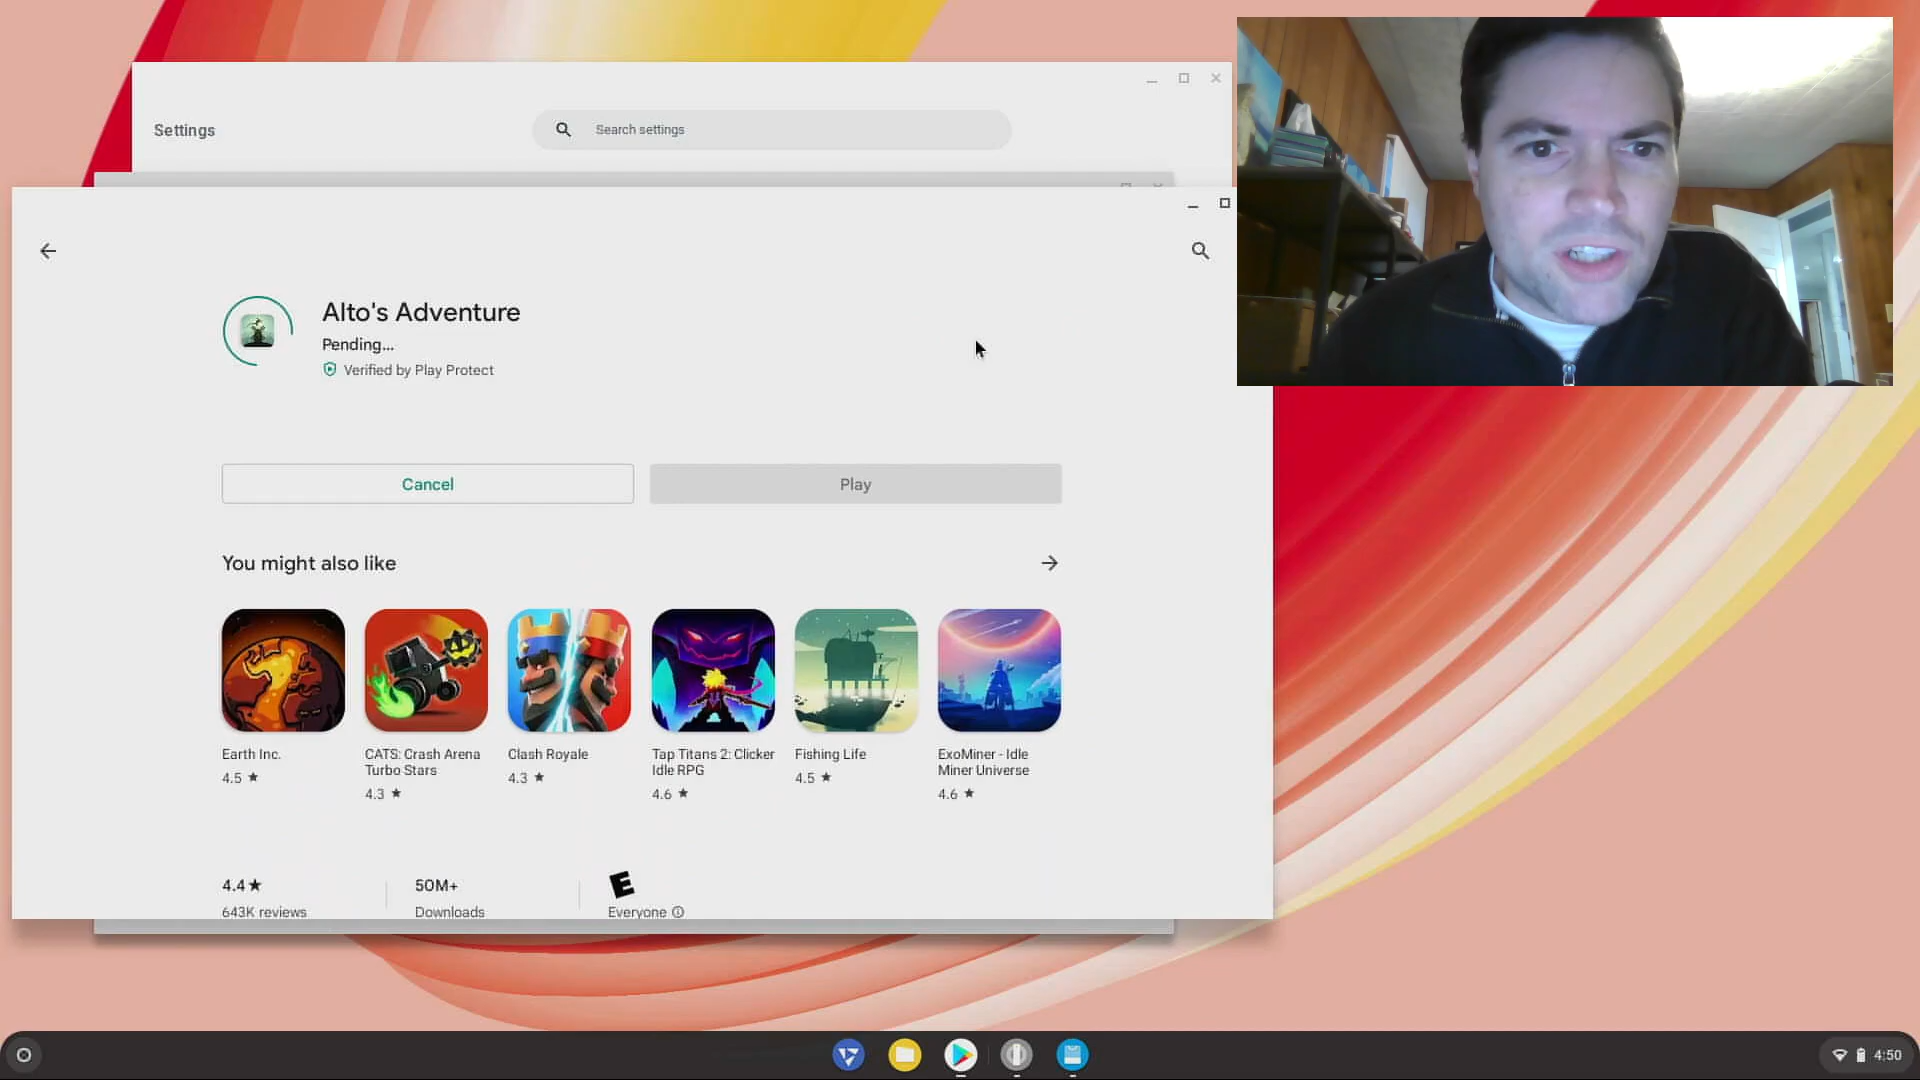 Settings
Search settings
Alto's Adventure
Pending...
Verified by Play Protect
Cancel
Play
You might also like
Earth Inc.
4.5 ★
CATS: Crash Arena
Turbo Stars
4.3 ★
Clash Royale
4.3 ★
Tap Titans 2: Clicker
Idle RPG
4.6 ★
Fishing Life
4.5 ★
ExoMiner - Idle
Miner Universe
4.6 ★
4.4★
643K reviews
50M+
Downloads
E
Everyone
4:50